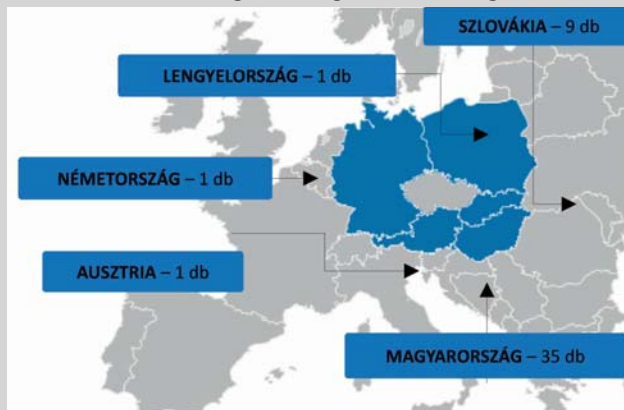 SZLOVÁKIA – 9 db
LENGYELORSZÁG – 1 db
NÉMETORSZÁG – 1 db
AUSZTRIA – 1 db
MAGYARORSZÁG – 35 db